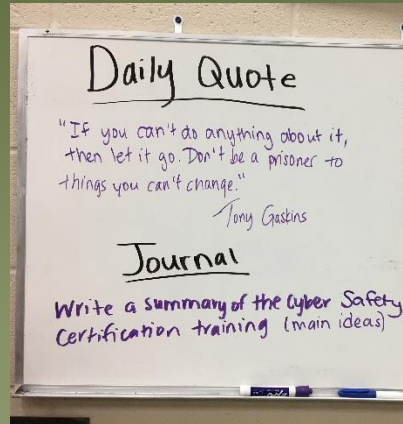 Daily Quote
"If you can't do anything about it,
then let it go. Don't be a prisoner to
things you can't change."
Tony Gaskins
Journal
Write a summary of the Cyber Safety
Certification training (main ideas)